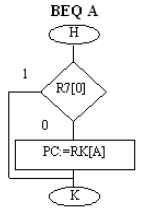 BEQ A
H
1
R7[0]
0
PC:=RK[A]
K